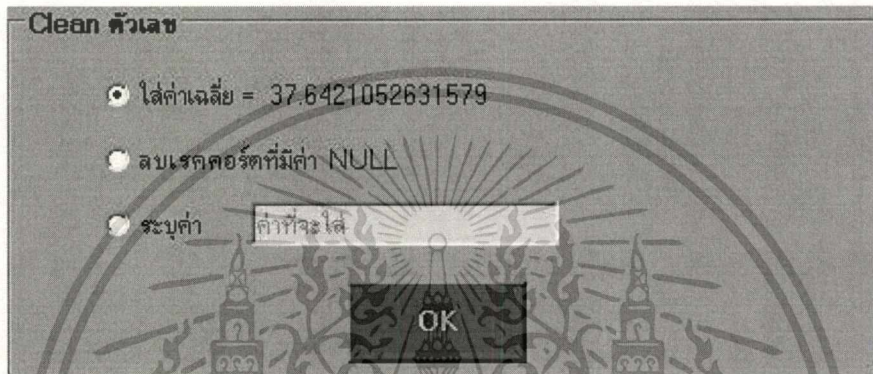 Clean ตัวเลข
ใส่ค่าเฉลี่ย = 37.6421052631579
ลบเรคคอร์ดที่มีค่า NULL
ระบุค่า ค่าที่จะใส่
OK